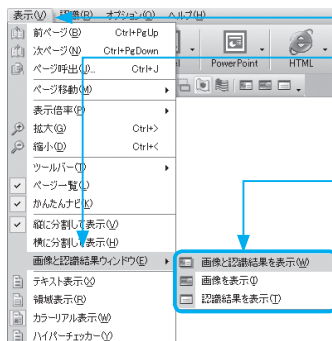 表示(V) 認識(R) オプション(O) ヘルプ(H)
前ページ(B) Ctrl+PgUp
次ページ(N) Ctrl+PgDown
ページ呼出(J)... Ctrl+J
PowerPoint HTML
ページ移動(M)
表示倍率(P)
拡大(G) Ctrl+>
縮小(D) Ctrl+<
ツールバー(T)
ページ一覧(L)
かんたんナビ(K)
縦に分割して表示(V)
横に分割して表示(H)
画像と認識結果ウィンドウ(E) 画像と認識結果を表示(W)
テキスト表示(X) 画像を表示(I)
領域表示(R) 認識結果を表示(T)
カラーリアル表示(W)
ハイパーチェッカー(Y)